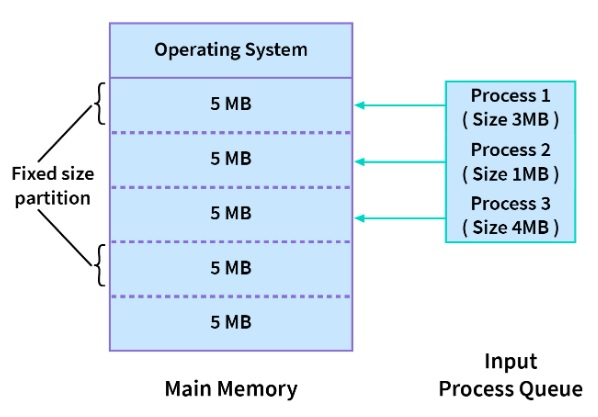 Operating System
5 MB
5 MB
5 MB
5 MB
5 MB
Fixed size
partition
Process 1
( Size 3MB )
Process 2
( Size 1MB )
Process 3
( Size 4MB )
Main Memory
Input
Process Queue